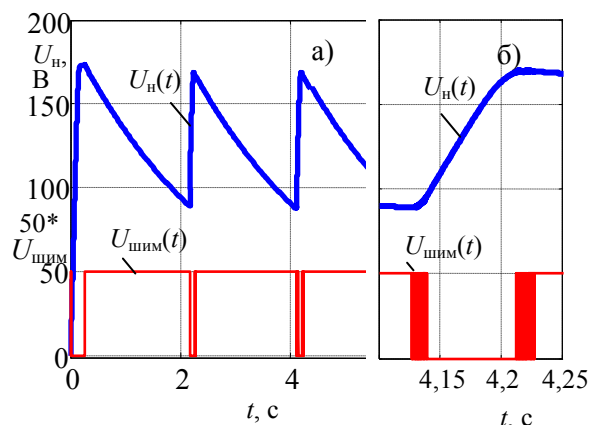 200
Uн,
В
150
100
50*
Uшим
50
0
а)
Uн(t)
Uшим(t)
0 2 4
t, с
б)
Uн(t)
Uшим(t)
4,15 4,2 4,25
t, с